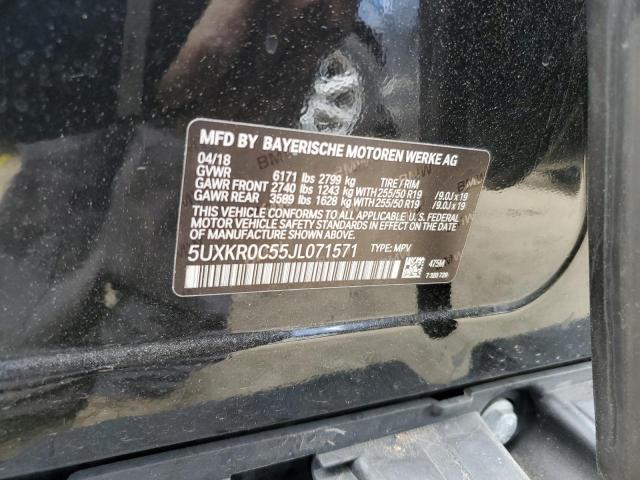 MFD BY BAYERISCHE MOTOREN WERKE AG
04/18
GVWR 6171 lbs 2799 kg TIRE / RIM
GAWR FRONT 2740 lbs 1243 kg WITH 255/50 R19 /9.0J x19
GAWR REAR 3589 lbs 1628 kg WITH 255/50 R19 /9.0J x19
THIS VEHICLE CONFORMS TO ALL APPLICABLE FEDERAL
MOTOR VEHICLE SAFETY STANDARDS IN EFFECT ON THE DATE
OF MANUFACTURE SHOWN ABOVE.
5UXKR0C55JL071571 TYPE: MPV
475M